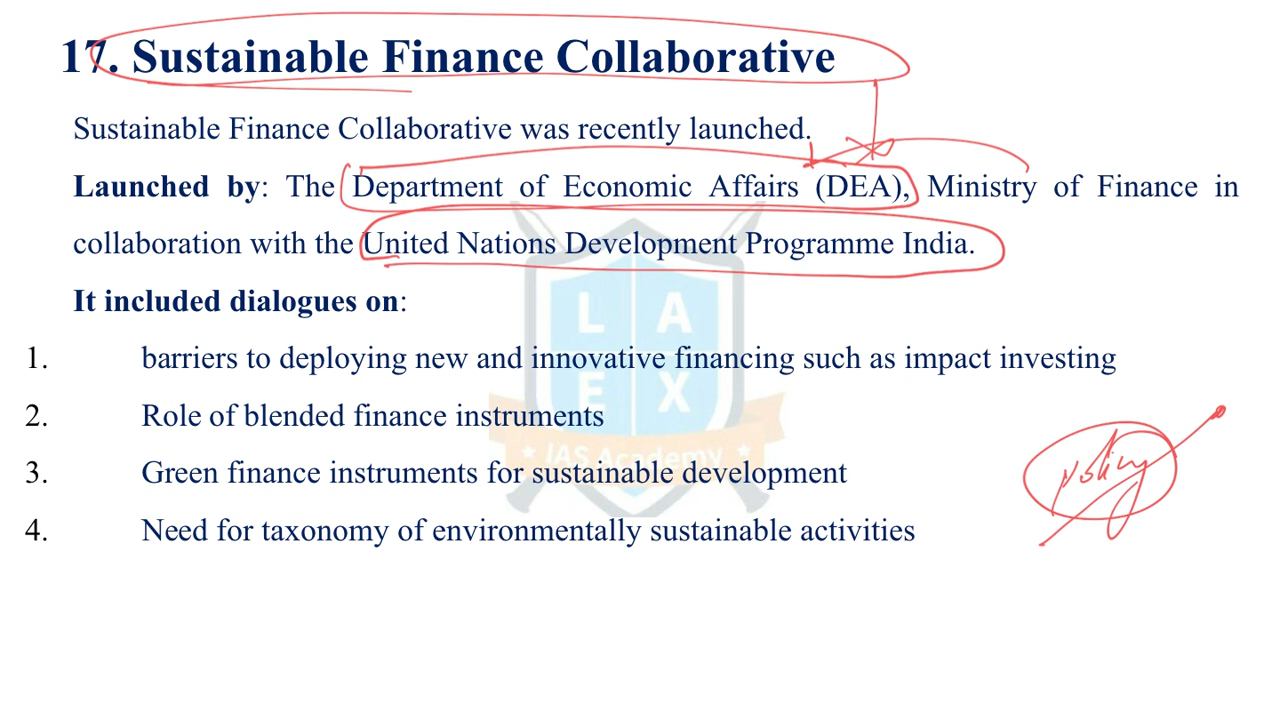 17. Sustainable Finance Collaborative
Sustainable Finance Collaborative was recently launched.
Launched by: The Department of Economic Affairs (DEA), Ministry of Finance in
collaboration with the United Nations Development Programme India.
It included dialogues on:
1. barriers to deploying new and innovative financing such as impact investing
2. Role of blended finance instruments
3. Green finance instruments for sustainable development
4. Need for taxonomy of environmentally sustainable activities
L A
E X
IAS Academy